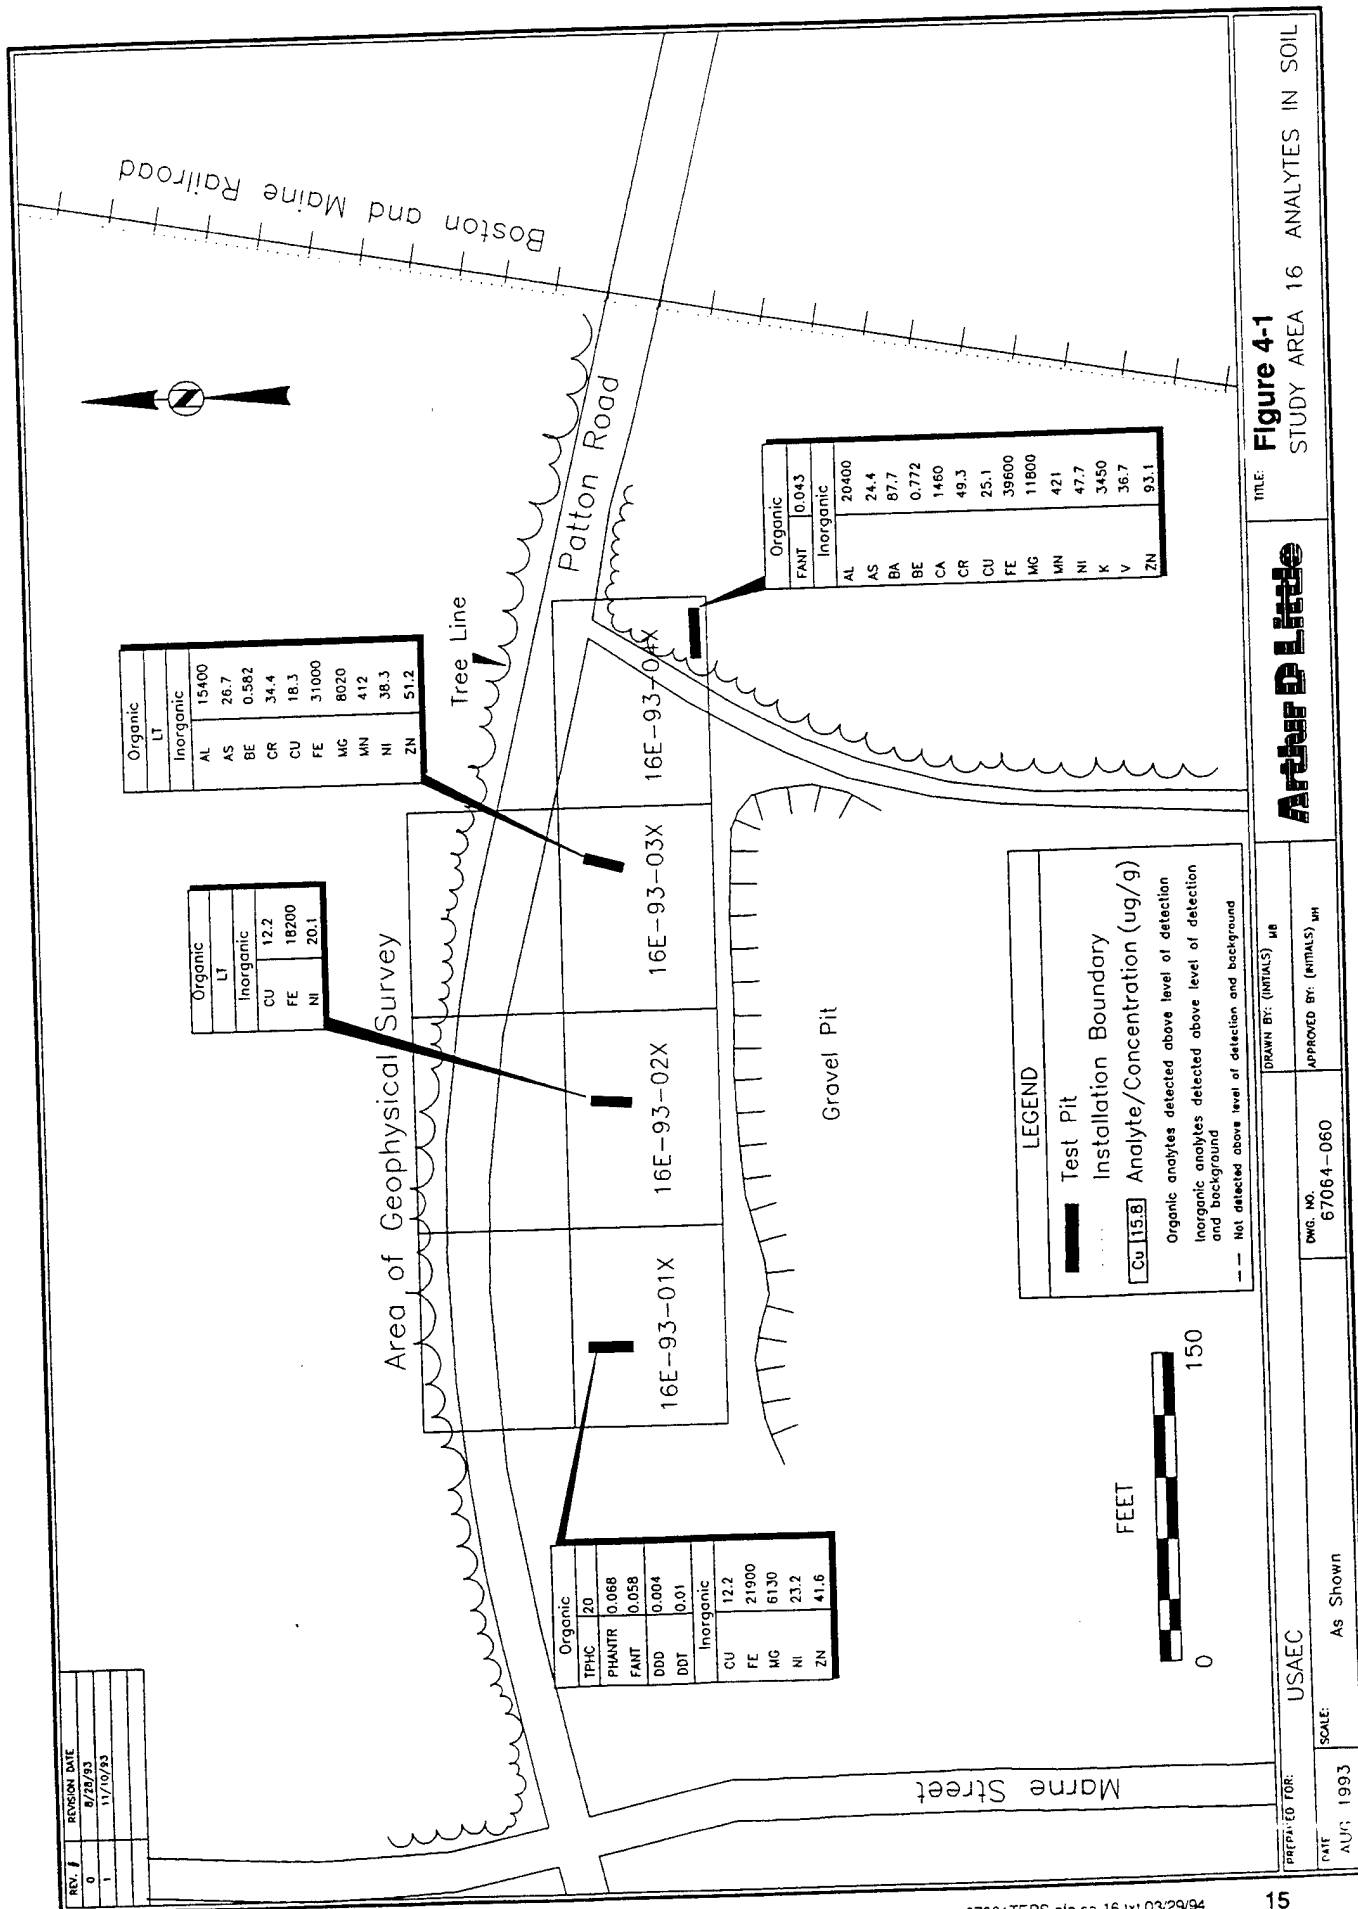 REV. # REVISION DATE
0 8/28/93
1 11/10/93
Boston and Maine Railroad
N
Patton Road
Tree Line
Area of Geophysical Survey
Gravel Pit
Marne Street
16E-93-01X
16E-93-02X
16E-93-03X
16E-93-04X
Organic
TPHC 20
PHANTR 0.068
FANT 0.058
DDD 0.004
DDT 0.01
Inorganic
CU 12.2
FE 21900
MG 6130
NI 23.2
ZN 41.6
Organic
LT
Inorganic
CU 12.2
FE 18200
NI 20.1
Organic
LT
Inorganic
AL 15400
AS 26.7
BE 0.582
CR 34.4
CU 18.3
FE 31000
MG 8020
MN 412
NI 38.3
ZN 51.2
Organic
FANT 0.043
Inorganic
AL 20400
AS 24.4
BA 87.7
BE 0.772
CA 1460
CR 49.3
CU 25.1
FE 39600
MG 11800
MN 421
NI 47.7
K 3450
V 36.7
ZN 93.1
FEET
0 150
LEGEND
Test Pit
Installation Boundary
Cu 15.8 Analyte/Concentration (ug/g)
Organic analytes detected above level of detection
Inorganic analytes detected above level of detection
and background
-- Not detected above level of detection and background
PREPARED FOR: USAEC
DATE AUG 1993
SCALE: As Shown
DWG. NO. 67064-060
DRAWN BY: (INITIALS) MB
APPROVED BY: (INITIALS) MH
Arthur D Little
TITLE: Figure 4-1
STUDY AREA 16 ANALYTES IN SOIL
03/29/94
15